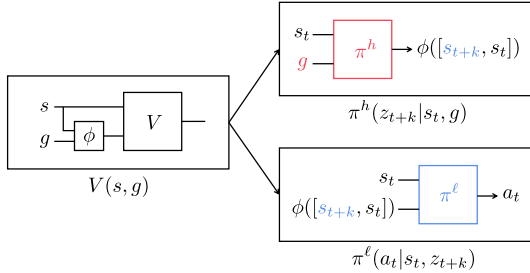 s
g
ϕ
V
V(s, g)
s_t
g
π^h
ϕ([s_{t+k}, s_t])
π^h(z_{t+k}|s_t, g)
s_t
ϕ([s_{t+k}, s_t])
π^ℓ
a_t
π^ℓ(a_t|s_t, z_{t+k})